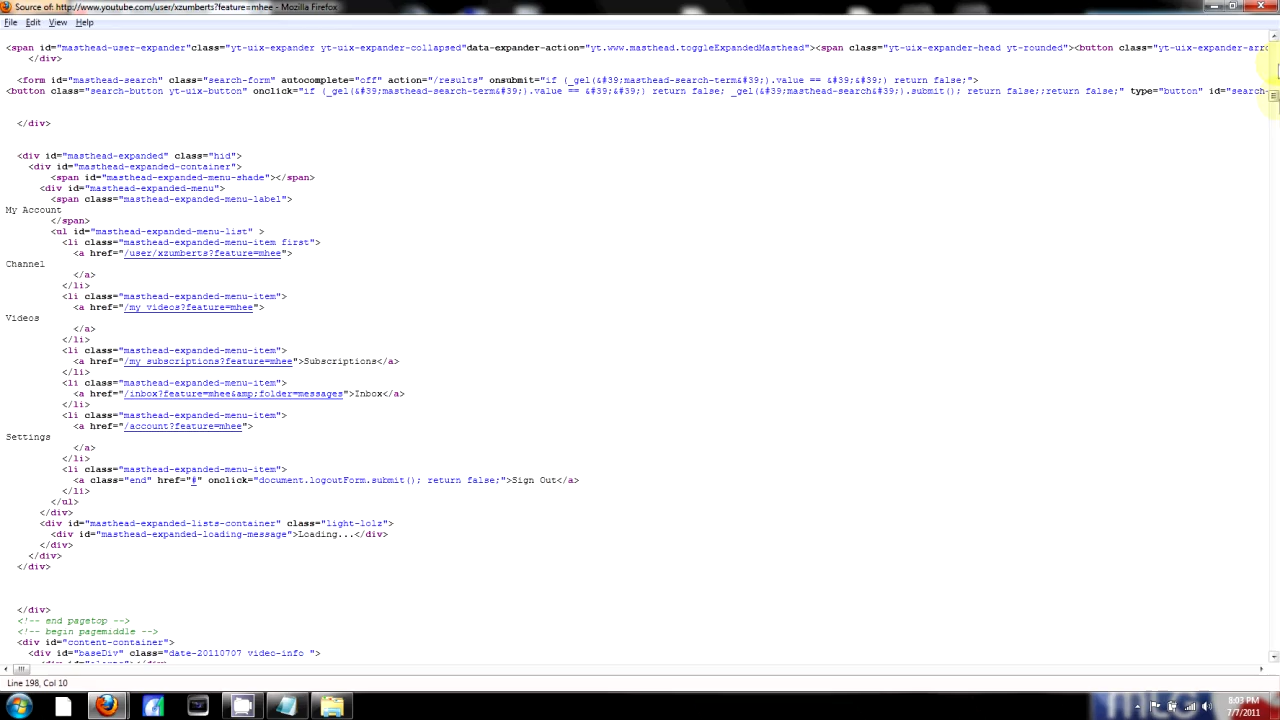 Source of: http://www.youtube.com/user/xzumberts?feature=mhee - Mozilla Firefox
File Edit View Help
<span id="masthead-user-expander"class="yt-uix-expander yt-uix-expander-collapsed"data-expander-action="yt.www.masthead.toggleExpandedMasthead"><span class="yt-uix-expander-head yt-rounded"><button class="yt-uix-expander-arro
</div>
<form id="masthead-search" class="search-form" autocomplete="off" action="/results" onsubmit="if (_gel(&#39;masthead-search-term&#39;).value == &#39;&#39;) return false;">
<button class="search-button yt-uix-button" onclick="if (_gel(&#39;masthead-search-term&#39;).value == &#39;&#39;) return false; _gel(&#39;masthead-search&#39;).submit(); return false;;return false;" type="button" id="search-
</div>
<div id="masthead-expanded" class="hid">
<div id="masthead-expanded-container">
<span id="masthead-expanded-menu-shade"></span>
<div id="masthead-expanded-menu">
<span class="masthead-expanded-menu-label">
My Account
</span>
<ul id="masthead-expanded-menu-list" >
<li class="masthead-expanded-menu-item first">
<a href="/user/xzumberts?feature=mhee">
Channel
</a>
</li>
<li class="masthead-expanded-menu-item">
<a href="/my_videos?feature=mhee">
Videos
</a>
</li>
<li class="masthead-expanded-menu-item">
<a href="/my_subscriptions?feature=mhee">Subscriptions</a>
</li>
<li class="masthead-expanded-menu-item">
<a href="/inbox?feature=mhee&amp;folder=messages">Inbox</a>
</li>
<li class="masthead-expanded-menu-item">
<a href="/account?feature=mhee">
Settings
</a>
</li>
<li class="masthead-expanded-menu-item">
<a class="end" href="#" onclick="document.logoutForm.submit(); return false;">Sign Out</a>
</li>
</ul>
</div>
<div id="masthead-expanded-lists-container" class="light-lolz">
<div id="masthead-expanded-loading-message">Loading...</div>
</div>
</div>
</div>
</div>
<!-- end pagetop -->
<!-- begin pagemiddle -->
<div id="content-container">
<div id="baseDiv" class="date-20110707 video-info ">
Line 198, Col 10
8:03 PM
7/7/2011